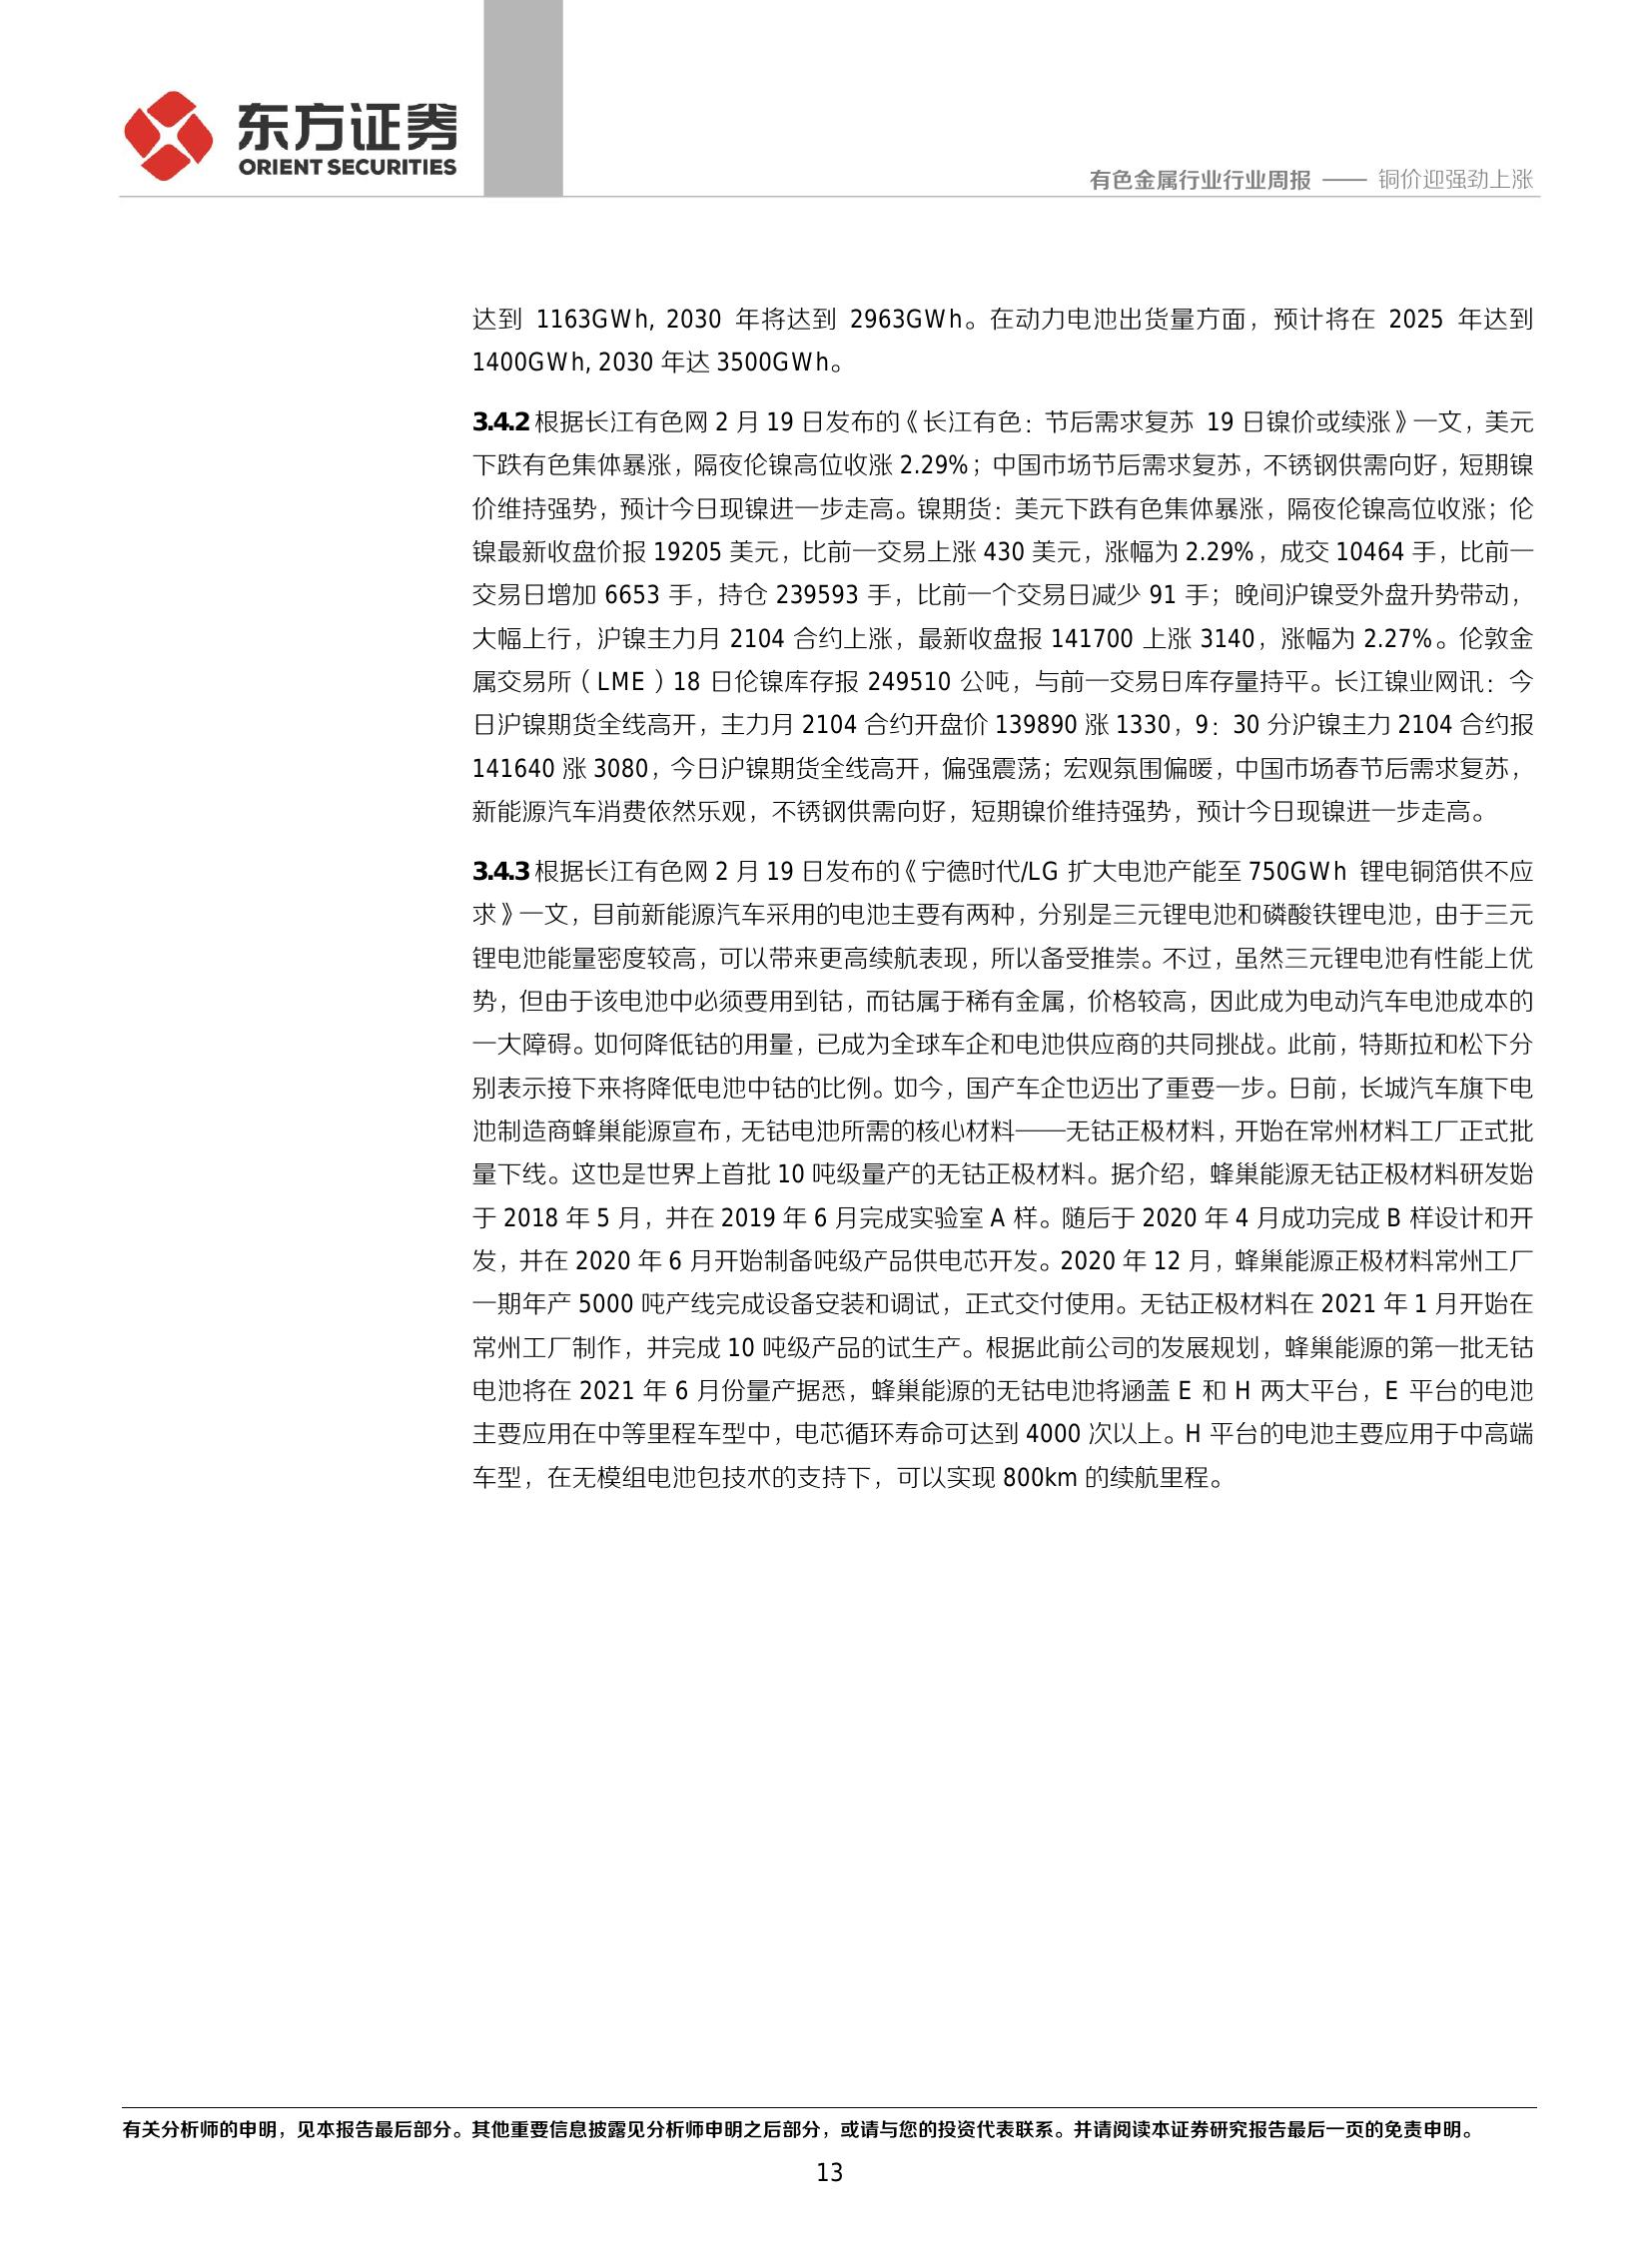 东方证券
ORIENT SECURITIES
有色金属行业行业周报 —— 铜价迎强劲上涨
达到 1163GWh, 2030 年将达到 2963GWh。在动力电池出货量方面，预计将在 2025 年达到
1400GWh, 2030 年达 3500GWh。
3.4.2 根据长江有色网 2 月 19 日发布的《长江有色：节后需求复苏 19 日镍价或续涨》一文，美元
下跌有色集体暴涨，隔夜伦镍高位收涨 2.29%；中国市场节后需求复苏，不锈钢供需向好，短期镍
价维持强势，预计今日现镍进一步走高。镍期货：美元下跌有色集体暴涨，隔夜伦镍高位收涨；伦
镍最新收盘价报 19205 美元，比前一交易上涨 430 美元，涨幅为 2.29%，成交 10464 手，比前一
交易日增加 6653 手，持仓 239593 手，比前一个交易日减少 91 手；晚间沪镍受外盘升势带动，
大幅上行，沪镍主力月 2104 合约上涨，最新收盘报 141700 上涨 3140，涨幅为 2.27%。伦敦金
属交易所（LME）18 日伦镍库存报 249510 公吨，与前一交易日库存量持平。长江镍业网讯：今
日沪镍期货全线高开，主力月 2104 合约开盘价 139890 涨 1330，9：30 分沪镍主力 2104 合约报
141640 涨 3080，今日沪镍期货全线高开，偏强震荡；宏观氛围偏暖，中国市场春节后需求复苏，
新能源汽车消费依然乐观，不锈钢供需向好，短期镍价维持强势，预计今日现镍进一步走高。
3.4.3 根据长江有色网 2 月 19 日发布的《宁德时代/LG 扩大电池产能至 750GWh 锂电铜箔供不应
求》一文，目前新能源汽车采用的电池主要有两种，分别是三元锂电池和磷酸铁锂电池，由于三元
锂电池能量密度较高，可以带来更高续航表现，所以备受推崇。不过，虽然三元锂电池有性能上优
势，但由于该电池中必须要用到钴，而钴属于稀有金属，价格较高，因此成为电动汽车电池成本的
一大障碍。如何降低钴的用量，已成为全球车企和电池供应商的共同挑战。此前，特斯拉和松下分
别表示接下来将降低电池中钴的比例。如今，国产车企也迈出了重要一步。日前，长城汽车旗下电
池制造商蜂巢能源宣布，无钴电池所需的核心材料——无钴正极材料，开始在常州材料工厂正式批
量下线。这也是世界上首批 10 吨级量产的无钴正极材料。据介绍，蜂巢能源无钴正极材料研发始
于 2018 年 5 月，并在 2019 年 6 月完成实验室 A 样。随后于 2020 年 4 月成功完成 B 样设计和开
发，并在 2020 年 6 月开始制备吨级产品供电芯开发。2020 年 12 月，蜂巢能源正极材料常州工厂
一期年产 5000 吨产线完成设备安装和调试，正式交付使用。无钴正极材料在 2021 年 1 月开始在
常州工厂制作，并完成 10 吨级产品的试生产。根据此前公司的发展规划，蜂巢能源的第一批无钴
电池将在 2021 年 6 月份量产据悉，蜂巢能源的无钴电池将涵盖 E 和 H 两大平台，E 平台的电池
主要应用在中等里程车型中，电芯循环寿命可达到 4000 次以上。H 平台的电池主要应用于中高端
车型，在无模组电池包技术的支持下，可以实现 800km 的续航里程。
有关分析师的申明，见本报告最后部分。其他重要信息披露见分析师申明之后部分，或请与您的投资代表联系。并请阅读本证券研究报告最后一页的免责申明。
13